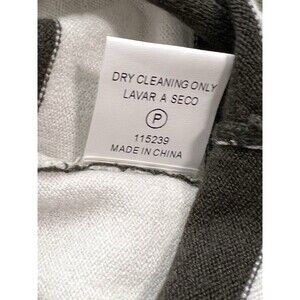 DRY CLEANING ONLY
LAVAR A SECO
P
115239
MADE IN CHINA